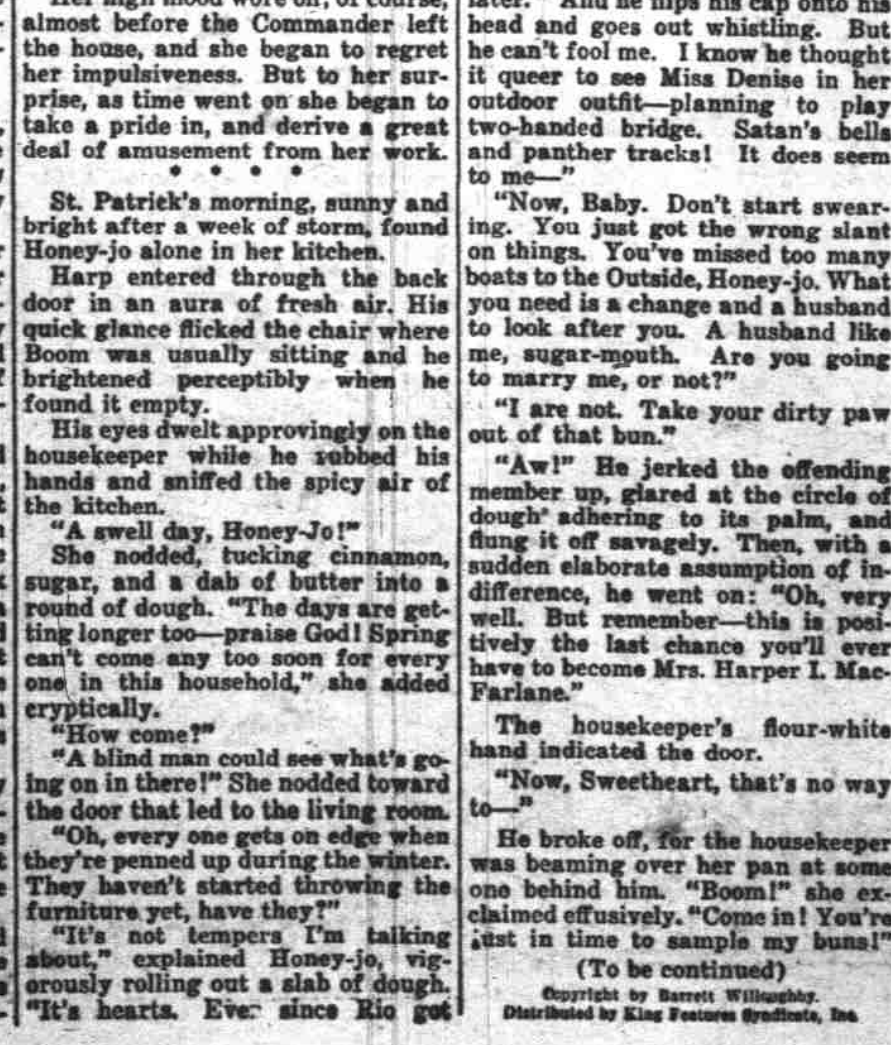 Her high mood wore off, of course,
almost before the Commander left
the house, and she began to regret
her impulsiveness. But to her sur-
prise, as time went on she began to
take a pride in, and derive a great
deal of amusement from her work.
* * * *
St. Patrick's morning, sunny and
bright after a week of storm, found
Honey-jo alone in her kitchen.
Harp entered through the back
door in an aura of fresh air. His
quick glance flicked the chair where
Boom was usually sitting and he
brightened perceptibly when he
found it empty.
His eyes dwelt approvingly on the
housekeeper while he rubbed his
hands and sniffed the spicy air of
the kitchen.
"A swell day, Honey-Jo!"
She nodded, tucking cinnamon,
sugar, and a dab of butter into a
round of dough. "The days are get-
ting longer too—praise God! Spring
can't come any too soon for every
one in this household," she added
cryptically.
"How come?"
"A blind man could see what's go-
ing on in there!" She nodded toward
the door that led to the living room.
"Oh, every one gets on edge when
they're penned up during the winter.
They haven't started throwing the
furniture yet, have they?"
"It's not tempers I'm talking
about," explained Honey-jo, vig-
orously rolling out a slab of dough.
"It's hearts. Ever since Rio got
later. And he flips his cap onto his
head and goes out whistling. But
he can't fool me. I know he thought
it queer to see Miss Denise in her
outdoor outfit—planning to play
two-handed bridge. Satan's bells
and panther tracks! It does seem
to me—"
"Now, Baby. Don't start swear-
ing. You just got the wrong slant
on things. You've missed too many
boats to the Outside, Honey-jo. What
you need is a change and a husband
to look after you. A husband like
me, sugar-mouth. Are you going
to marry me, or not?"
"I are not. Take your dirty paw
out of that bun."
"Aw!" He jerked the offending
member up, glared at the circle of
dough adhering to its palm, and
flung it off savagely. Then, with a
sudden elaborate assumption of in-
difference, he went on: "Oh, very
well. But remember—this is posi-
tively the last chance you'll ever
have to become Mrs. Harper I. Mac-
Farlane."
The housekeeper's flour-white
hand indicated the door.
"Now, Sweetheart, that's no way
to—"
He broke off, for the housekeeper
was beaming over her pan at some
one behind him. "Boom!" she ex-
claimed effusively. "Come in! You're
just in time to sample my buns!"
(To be continued)
Copyright by Barrett Willoughby.
Distributed by King Features Syndicate, Inc.